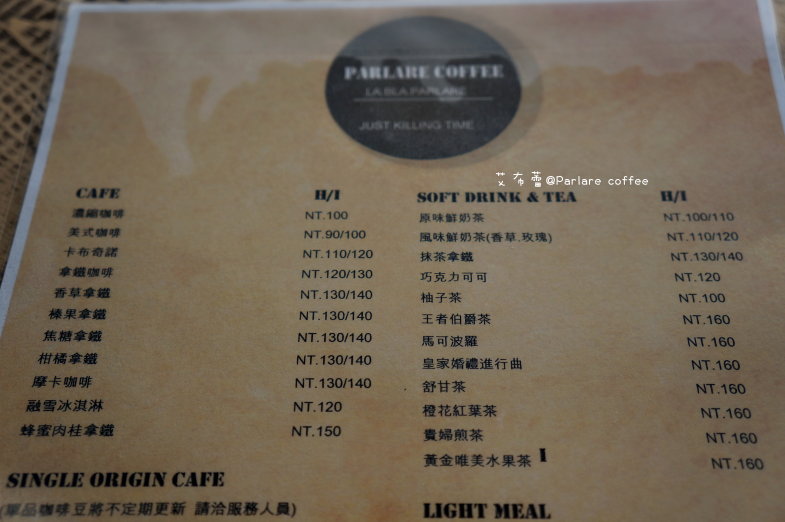 PARLARE COFFEE
LA BLA PARLARE
JUST KILLING TIME
艾布蕾@Parlare coffee
CAFE H/I
濃縮咖啡 NT.100
美式咖啡 NT.90/100
卡布奇諾 NT.110/120
拿鐵咖啡 NT.120/130
香草拿鐵 NT.130/140
榛果拿鐵 NT.130/140
焦糖拿鐵 NT.130/140
柑橘拿鐵 NT.130/140
摩卡咖啡 NT.130/140
融雪冰淇淋 NT.120
蜂蜜肉桂拿鐵 NT.150
SINGLE ORIGIN CAFE
(單品咖啡豆將不定期更新 請洽服務人員)
SOFT DRINK & TEA H/I
原味鮮奶茶 NT.100/110
風味鮮奶茶(香草.玫瑰) NT.110/120
抹茶拿鐵 NT.130/140
巧克力可可 NT.120
柚子茶 NT.100
王者伯爵茶 NT.160
馬可波羅 NT.160
皇家婚禮進行曲 NT.160
舒甘茶 NT.160
橙花紅葉茶 NT.160
貴婦煎茶 NT.160
黃金唯美水果茶 I NT.160
LIGHT MEAL